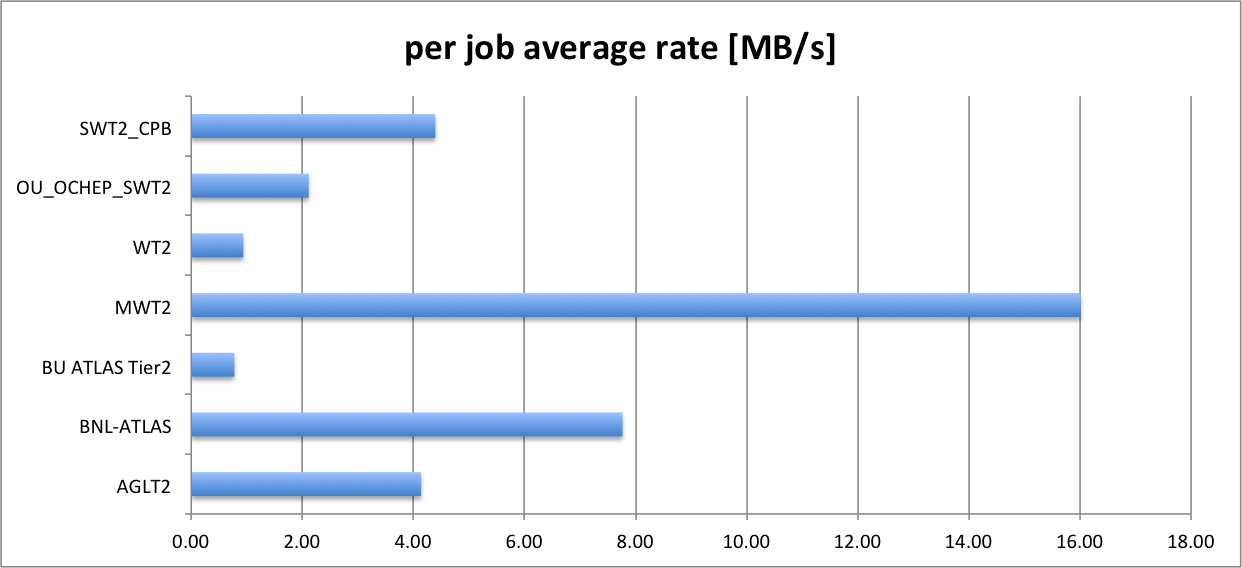 per job average rate [MB/s]
SWT2_CPB
OU_OCHEP_SWT2
WT2
MWT2
BU ATLAS Tier2
BNL-ATLAS
AGLT2
0.00 2.00 4.00 6.00 8.00 10.00 12.00 14.00 16.00 18.00